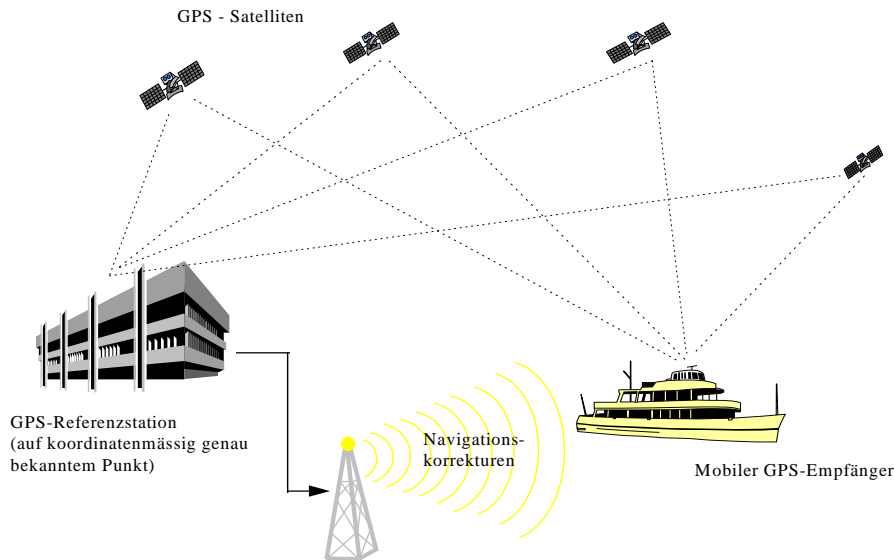 GPS - Satelliten
GPS-Referenzstation
(auf koordinatenmässig genau
bekanntem Punkt)
Navigations-
korrekturen
Mobiler GPS-Empfänger